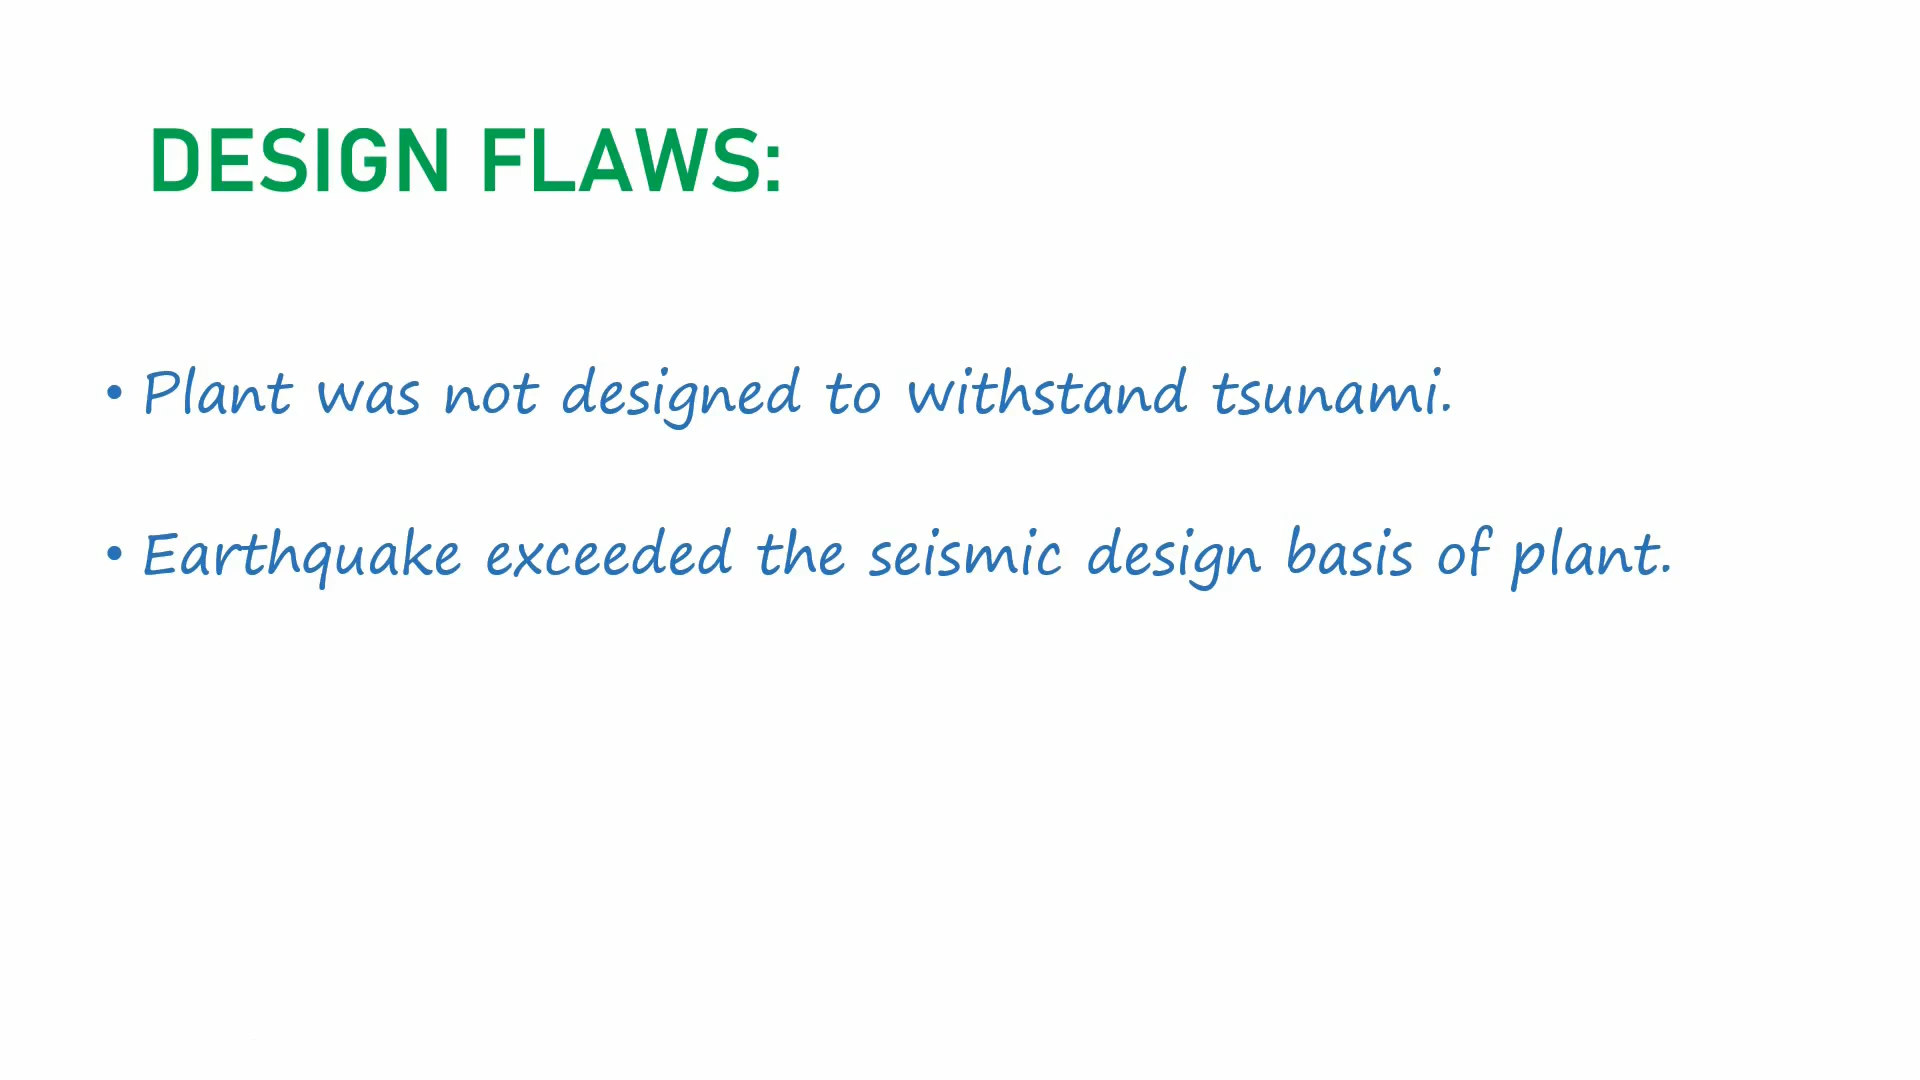 DESIGN FLAWS:
• Plant was not designed to withstand tsunami.
• Earthquake exceeded the seismic design basis of plant.